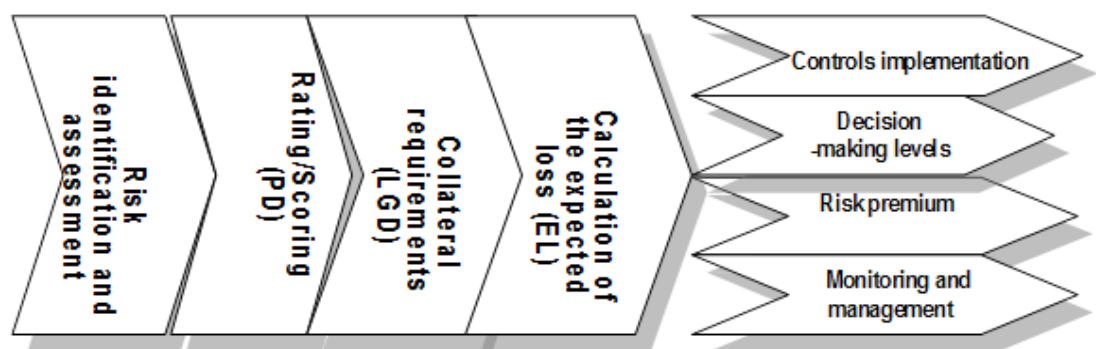 Risk
identification and
assessment
Rating/Scoring
(PD)
Collateral
requirements
(LGD)
Calculation of
the expected
loss (EL)
Controls implementation
Decision
-making levels
Risk premium
Monitoring and
management